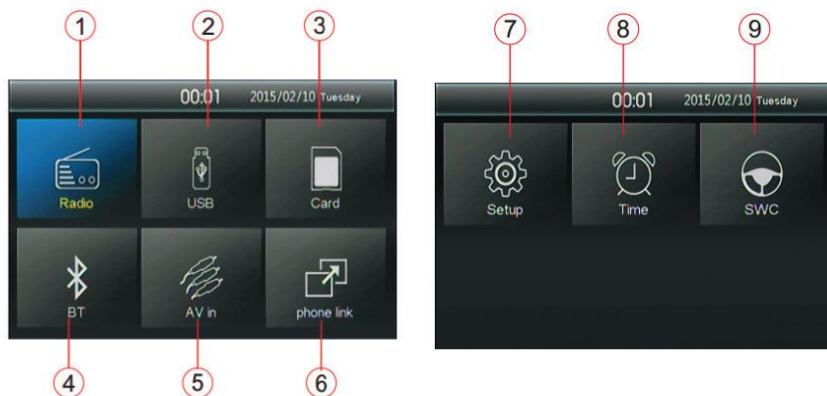 1 2 3
7 8 9
00:01 2015/02/10 Tuesday
00:01 2015/02/10 Tuesday
Radio USB Card
Setup Time SWC
BT AV in phone link
4 5 6